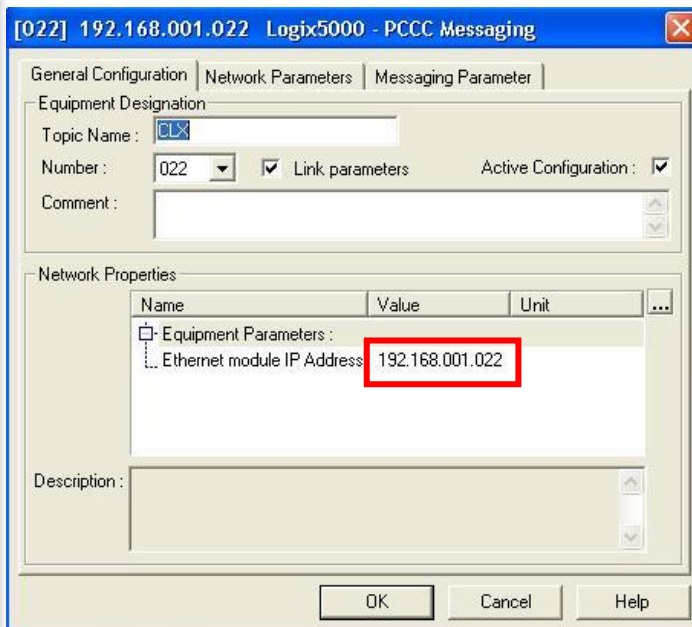 [022] 192.168.001.022 Logix5000 - PCCC Messaging
General Configuration Network Parameters Messaging Parameter
Equipment Designation
Topic Name : CLX
Number : 022 Link parameters Active Configuration :
Comment :
Network Properties
Name Value Unit ...
Equipment Parameters :
Ethernet module IP Address 192.168.001.022
Description :
OK Cancel Help